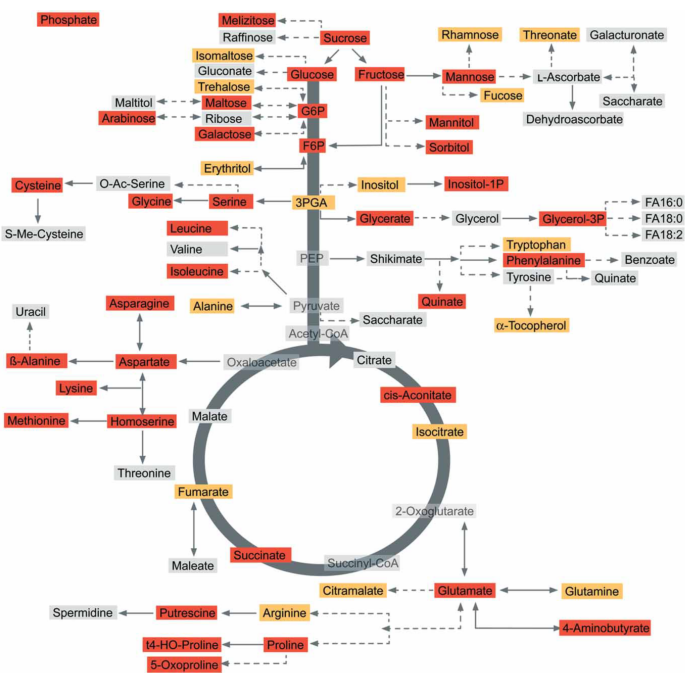 Phosphate
Melizitose
Raffinose
Sucrose
Rhamnose
Threonate
Galacturonate
Isomaltose
Gluconate
Glucose
Fructose
Mannose
L-Ascorbate
Trehalose
Fucose
Saccharate
Maltitol
Maltose
G6P
Dehydroascorbate
Arabinose
Ribose
Mannitol
Galactose
F6P
Sorbitol
Erythritol
Cysteine
O-Ac-Serine
Inositol
Inositol-1P
Glycine
Serine
3PGA
FA16:0
Glycerate
Glycerol
Glycerol-3P
FA18:0
S-Me-Cysteine
Leucine
FA18:2
Valine
Tryptophan
PEP
Shikimate
Phenylalanine
Benzoate
Isoleucine
Tyrosine
Quinate
Asparagine
Alanine
Pyruvate
Quinate
Uracil
Saccharate
α-Tocopherol
Acetyl-CoA
ß-Alanine
Aspartate
Oxaloacetate
Citrate
Lysine
cis-Aconitate
Methionine
Homoserine
Malate
Isocitrate
Threonine
Fumarate
2-Oxoglutarate
Maleate
Succinate
Succinyl-CoA
Citramalate
Glutamate
Glutamine
Spermidine
Putrescine
Arginine
4-Aminobutyrate
t4-HO-Proline
Proline
5-Oxoproline